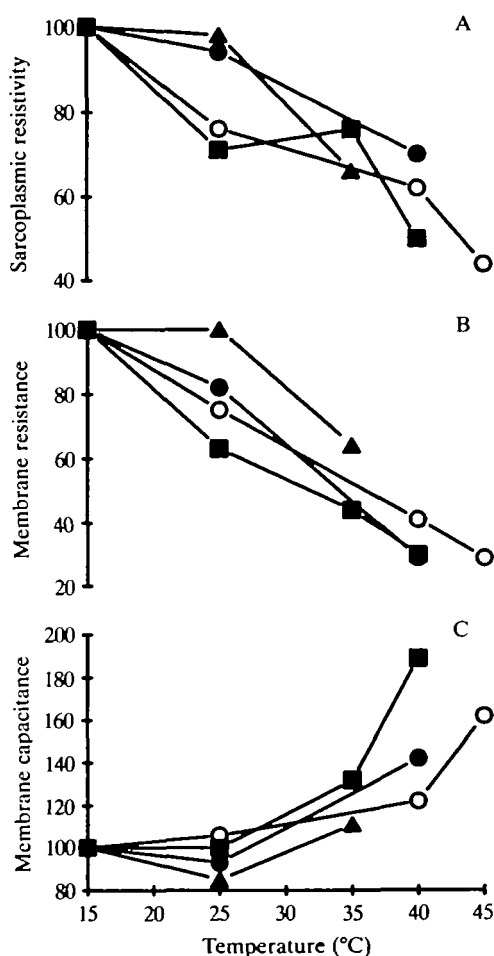 A
Sarcoplasmic resistivity
100
80
60
40
B
Membrane resistance
100
80
60
40
20
C
Membrane capacitance
200
180
160
140
120
100
80
15 20 25 30 35 40 45
Temperature (°C)